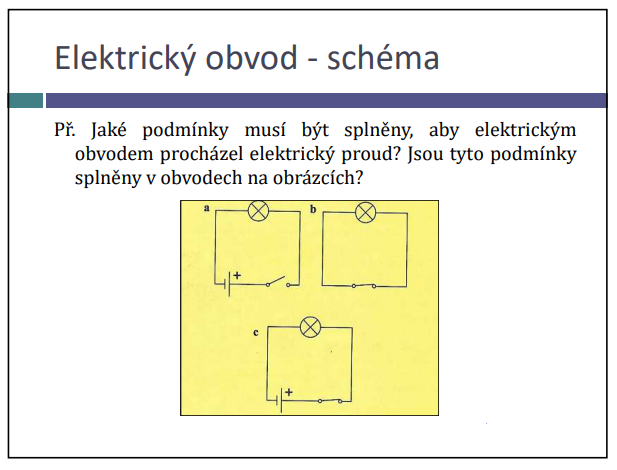 Elektrický obvod - schéma
Př. Jaké podmínky musí být splněny, aby elektrickým
obvodem procházel elektrický proud? Jsou tyto podmínky
splněny v obvodech na obrázcích?
a b
+
c
+